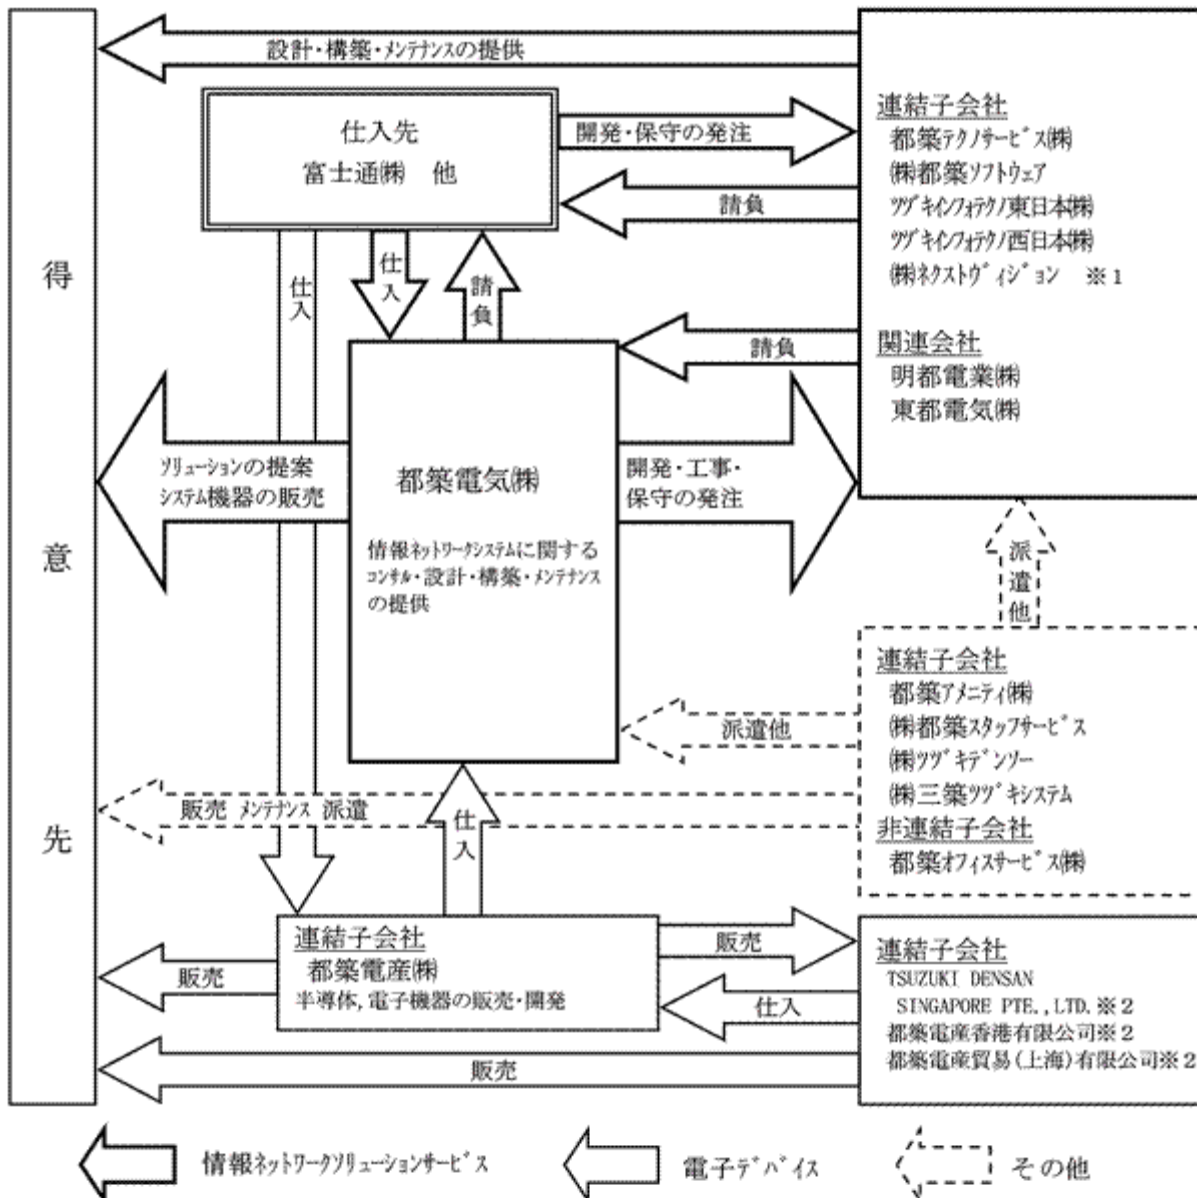 設計・構築・ﾒﾝﾃﾅﾝｽの提供
仕入先
富士通㈱　他
開発・保守の発注
請負
連結子会社
都築ﾃｸﾉｻｰﾋﾞｽ㈱
㈱都築ｿﾌﾄｳｪｱ
ﾂﾂﾞｷｲﾝﾌｫﾃｸﾉ東日本㈱
ﾂﾂﾞｷｲﾝﾌｫﾃｸﾉ西日本㈱
㈱ﾈｸｽﾄｳﾞｨｼﾞｮﾝ　※1
関連会社
明都電業㈱
東都電気㈱
得意先
仕入
仕入
請負
請負
ｿﾘｭｰｼｮﾝの提案
ｼｽﾃﾑ機器の販売
都築電気㈱
情報ﾈｯﾄﾜｰｸｼｽﾃﾑに関する
ｺﾝｻﾙ・設計・構築・ﾒﾝﾃﾅﾝｽ
の提供
開発・工事・
保守の発注
派遣他
連結子会社
都築ｱﾒﾆﾃｨ㈱
㈱都築ｽﾀｯﾌｻｰﾋﾞｽ
㈱ﾂﾂﾞｷﾃﾞﾝｿｰ
㈱三築ﾂﾂﾞｷｼｽﾃﾑ
非連結子会社
都築ｵﾌｨｽｻｰﾋﾞｽ㈱
派遣他
販売 ﾒﾝﾃﾅﾝｽ 派遣
仕入
連結子会社
都築電産㈱
半導体,電子機器の販売・開発
販売
販売
仕入
販売
連結子会社
TSUZUKI DENSAN
SINGAPORE PTE.,LTD.※2
都築電産香港有限公司※2
都築電産貿易(上海)有限公司※2
情報ﾈｯﾄﾜｰｸｿﾘｭｰｼｮﾝｻｰﾋﾞｽ
電子ﾃﾞﾊﾞｲｽ
その他